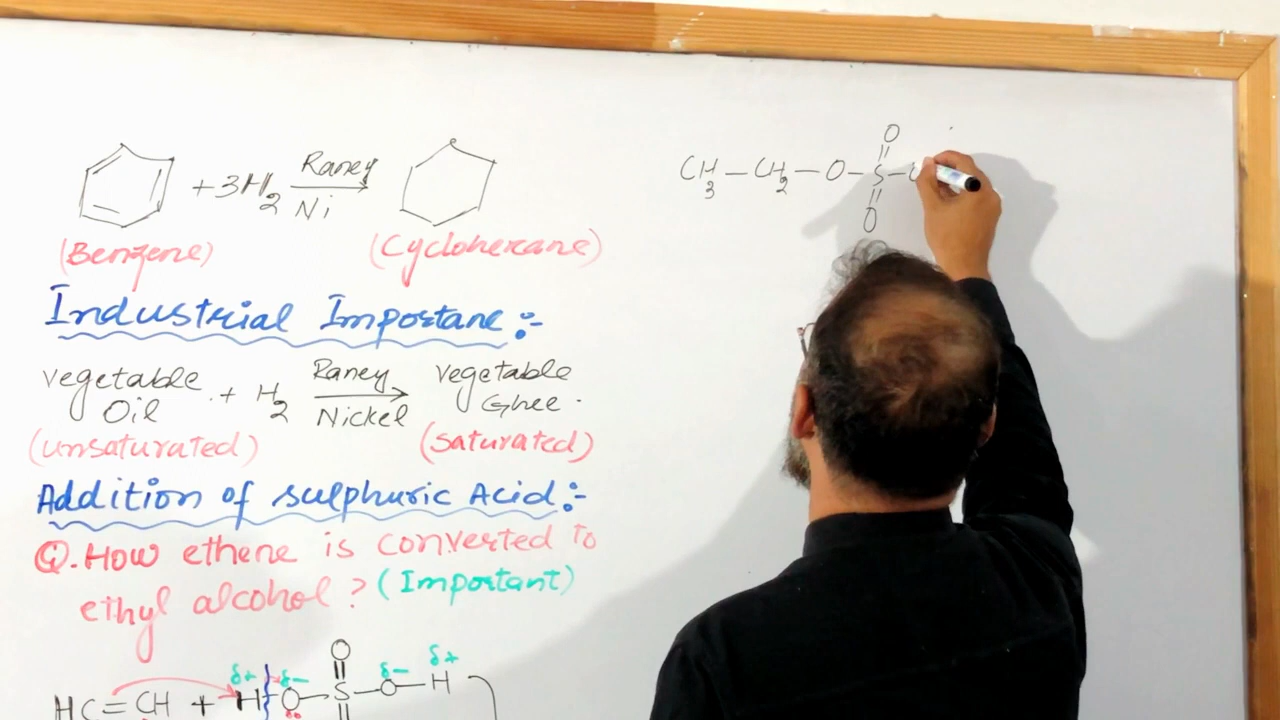 + 3H2 Raney Ni
(Benzene) (Cyclohexane)
Industrial Importane:-
vegetable Oil + H2 Raney Nickel vegetable Ghee.
(unsaturated) (saturated)
Addition of sulphuric Acid:-
Q. How ethene is converted to
ethyl alcohol? (Important)
δ+ δ- O δ- δ+
HC=CH + H O-S-O-H
O
CH3-CH2-O-S-
O